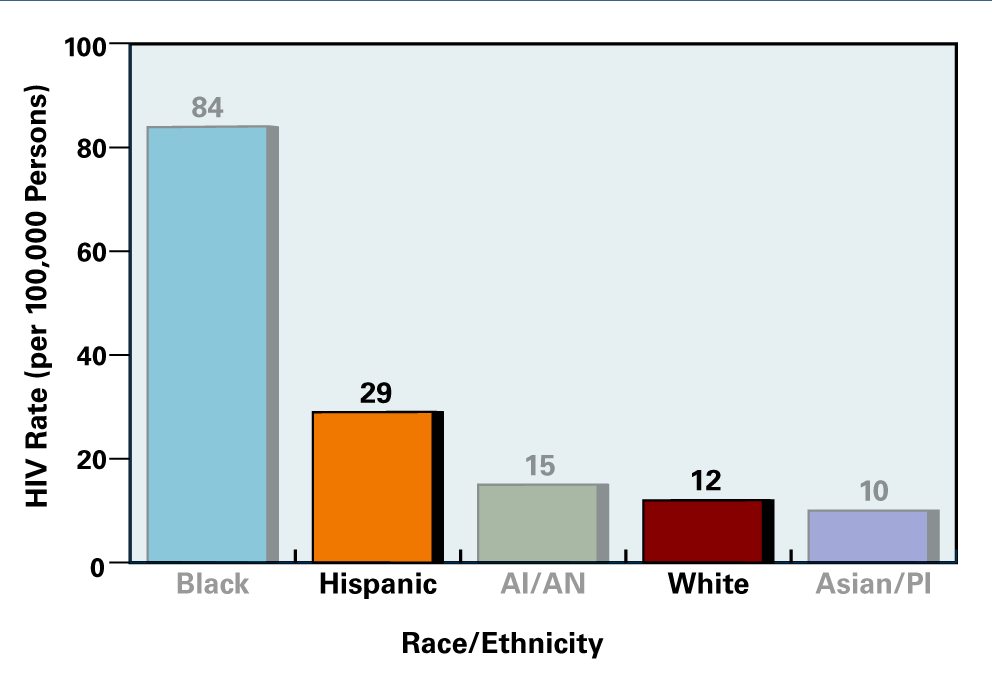 HIV Rate (per 100,000 Persons)
100
80
60
40
20
0
84
29
15
12
10
Black
Hispanic
AI/AN
White
Asian/PI
Race/Ethnicity